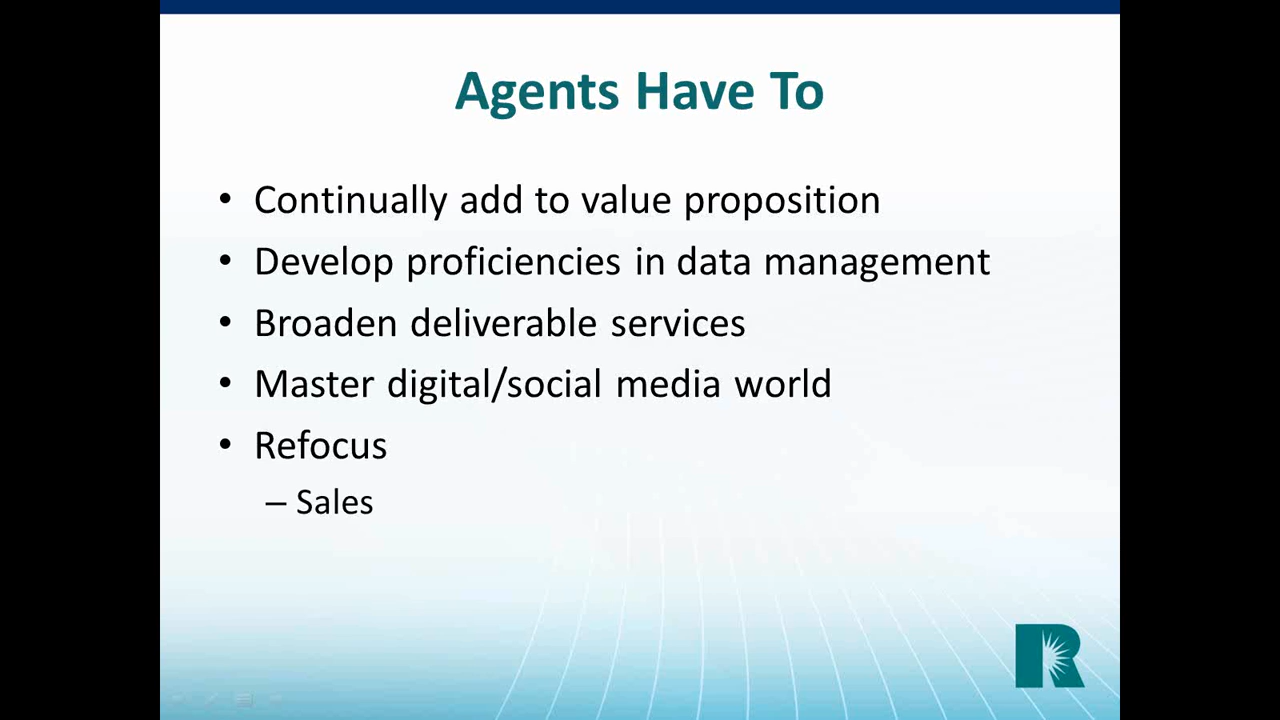 Agents Have To
• Continually add to value proposition
• Develop proficiencies in data management
• Broaden deliverable services
• Master digital/social media world
• Refocus
– Sales
R